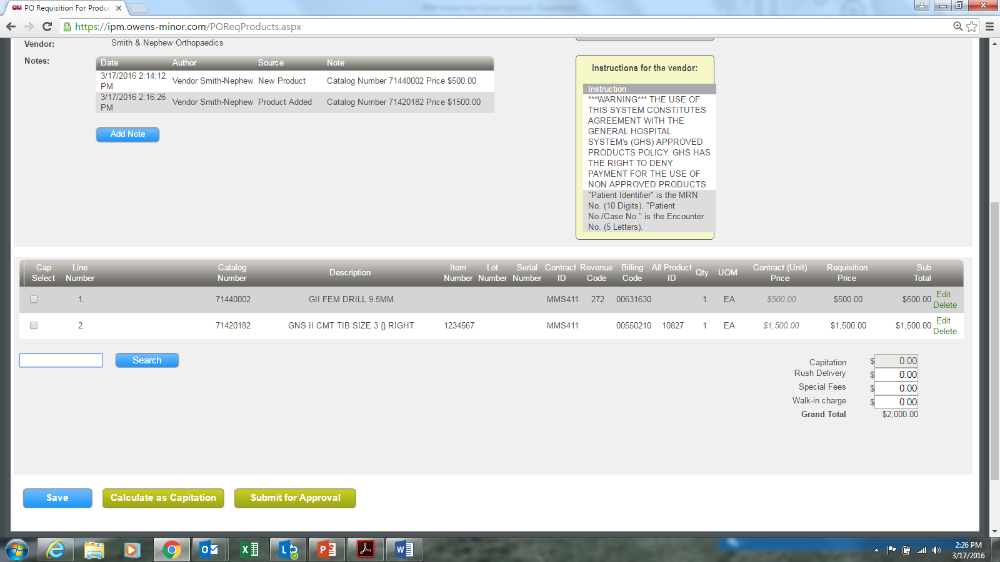 PO Requisition For Produc
https://ipm.owens-minor.com/POReqProducts.aspx
Vendor: Smith & Nephew Orthopaedics
Notes:
Date Author Source Note
3/17/2016 2:14:12 PM Vendor Smith-Nephew New Product Catalog Number 71440002 Price $500.00
3/17/2016 2:16:26 PM Vendor Smith-Nephew Product Added Catalog Number 71420182 Price $1500.00
Add Note
Instructions for the vendor:
Instruction
***WARNING*** THE USE OF
THIS SYSTEM CONSTITUTES
AGREEMENT WITH THE
GENERAL HOSPITAL
SYSTEM's (GHS) APPROVED
PRODUCTS POLICY. GHS HAS
THE RIGHT TO DENY
PAYMENT FOR THE USE OF
NON APPROVED PRODUCTS.
"Patient Identifier" is the MRN
No. (10 Digits). "Patient
No./Case No." is the Encounter
No. (5 Letters).
Cap Select Line Number Catalog Number Description Item Number Lot Number Serial Number Contract ID Revenue Code Billing Code All Product ID Qty. UOM Contract (Unit) Price Requisition Price Sub Total
1. 71440002 GII FEM DRILL 9.5MM MMS411 272 00631630 1 EA $500.00 $500.00 $500.00 Edit Delete
2. 71420182 GNS II CMT TIB SIZE 3 {} RIGHT 1234567 MMS411 00550210 10827 1 EA $1,500.00 $1,500.00 $1,500.00 Edit Delete
Search
Capitation $ 0.00
Rush Delivery $ 0.00
Special Fees $ 0.00
Walk-in charge $ 0.00
Grand Total $2,000.00
Save Calculate as Capitation Submit for Approval
2:26 PM
3/17/2016